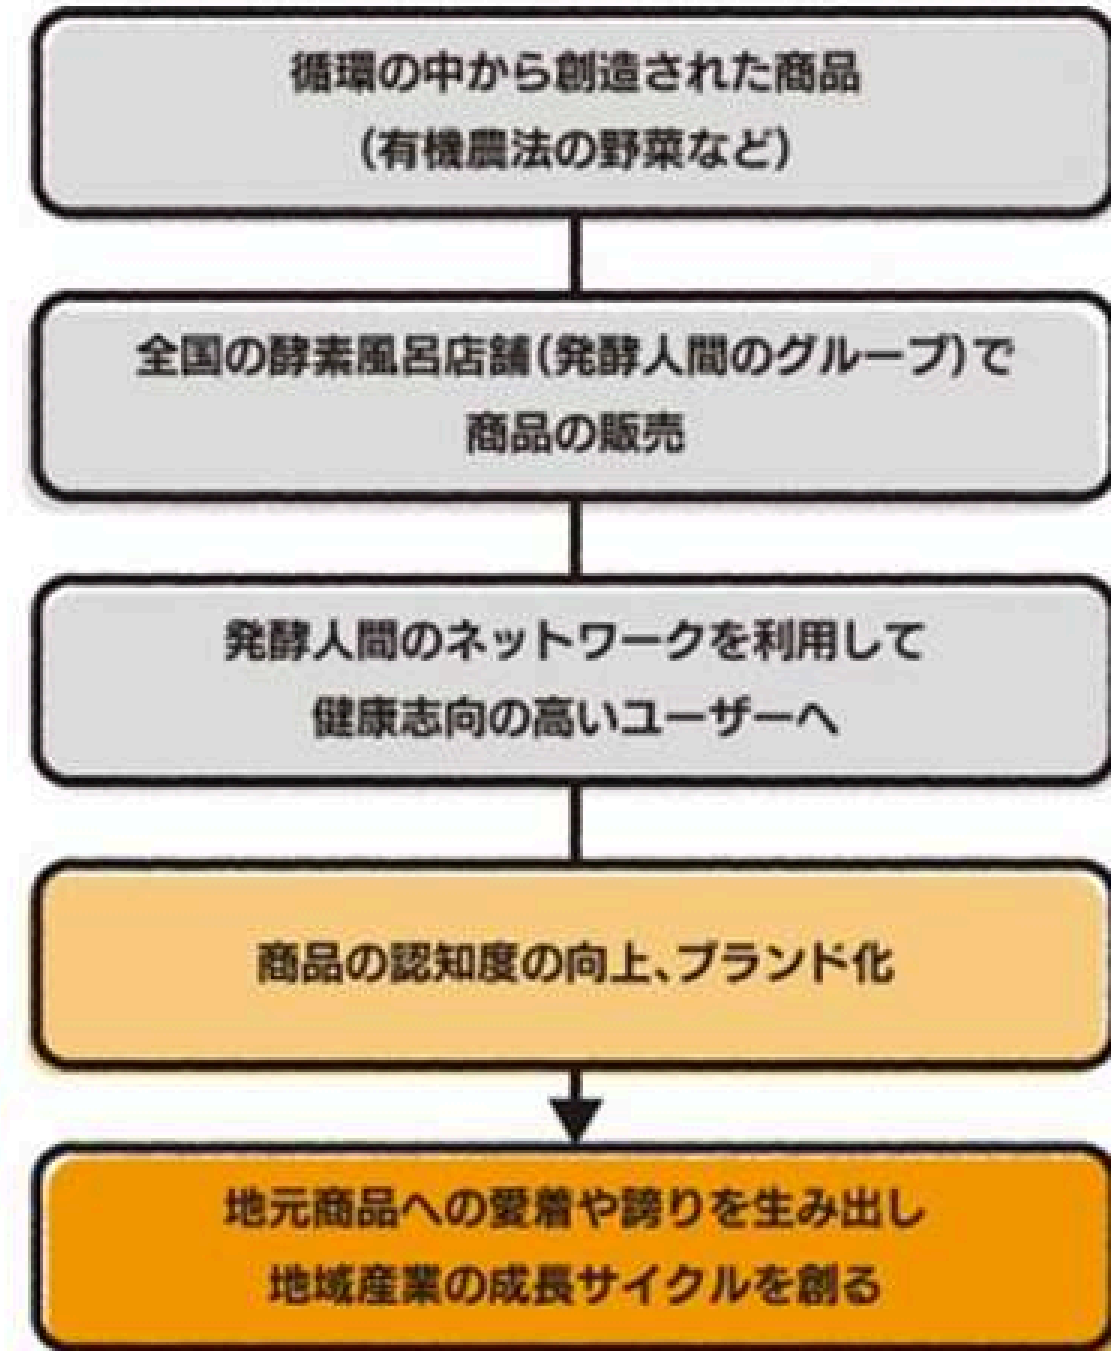 循環の中から創造された商品
(有機農法の野菜など)
全国の酵素風呂店舗(発酵人間のグループ)で
商品の販売
発酵人間のネットワークを利用して
健康志向の高いユーザーへ
商品の認知度の向上、ブランド化
地元商品への愛着や誇りを生み出し
地域産業の成長サイクルを創る